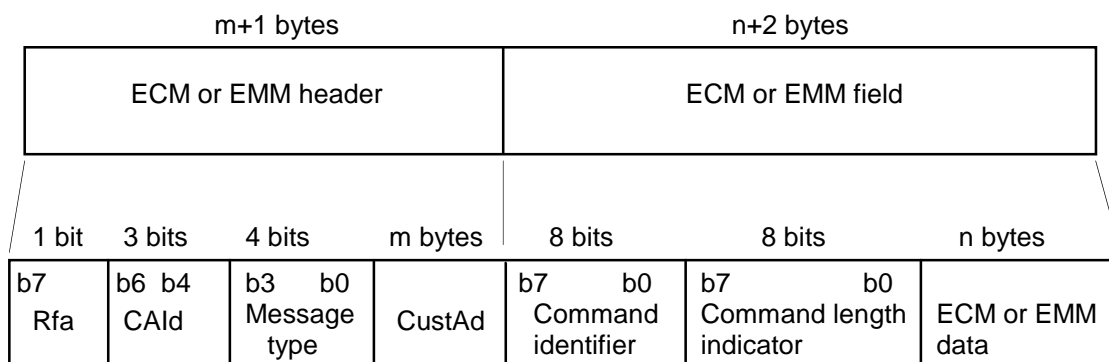 m+1 bytes n+2 bytes
ECM or EMM header ECM or EMM field
1 bit 3 bits 4 bits m bytes 8 bits 8 bits n bytes
b7 b6 b4 b3 b0 b7 b0 b7 b0
Rfa CAId Message type CustAd Command identifier Command length indicator ECM or EMM data